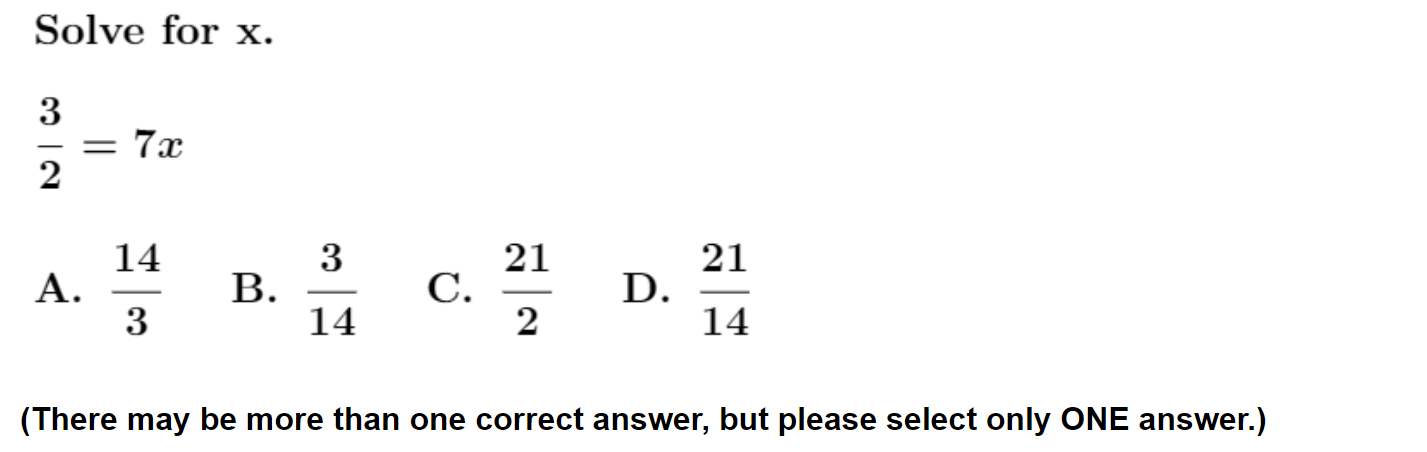 Solve for x.
3/2 = 7x
A. 14/3 B. 3/14 C. 21/2 D. 21/14
(There may be more than one correct answer, but please select only ONE answer.)